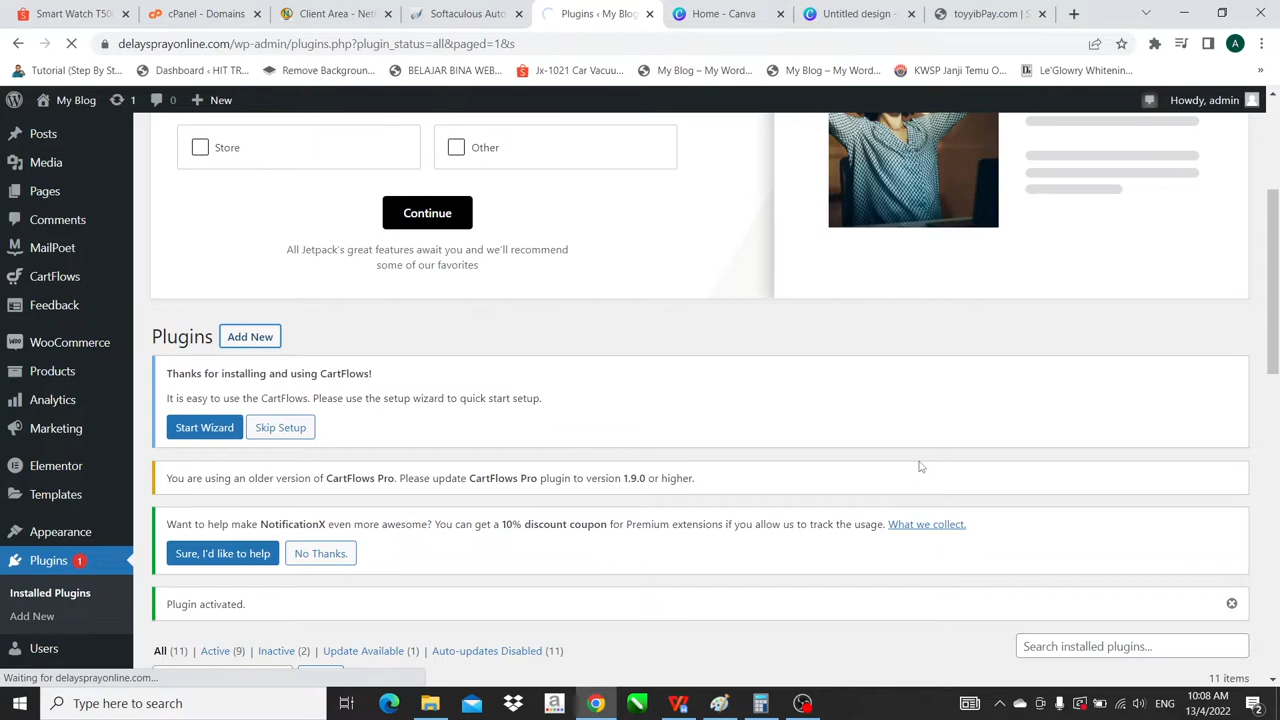 Smart Watch T500
cPanel - Domains
Client Area - Net
Softaculous Auto
Plugins ‹ My Blog
Home - Canva
Untitled design -
toyyibPay.com | S
delaysprayonline.com/wp-admin/plugins.php?plugin_status=all&paged=1&s
A
Tutorial (Step By St...
Dashboard - HIT TR...
Remove Backgroun...
BELAJAR BINA WEB...
Jx-1021 Car Vacuu...
My Blog – My Word...
My Blog – My Word...
KWSP Janji Temu O...
Le'Glowry Whitenin...
»
My Blog
1
0
New
Howdy, admin
Posts
Media
Pages
Comments
MailPoet
CartFlows
Feedback
WooCommerce
Products
Analytics
Marketing
Elementor
Templates
Appearance
Plugins 1
Installed Plugins
Add New
Users
Store
Other
Continue
All Jetpack's great features await you and we'll recommend
some of our favorites
Plugins
Add New
Thanks for installing and using CartFlows!
It is easy to use the CartFlows. Please use the setup wizard to quick start setup.
Start Wizard
Skip Setup
You are using an older version of CartFlows Pro. Please update CartFlows Pro plugin to version 1.9.0 or higher.
Want to help make NotificationX even more awesome? You can get a 10% discount coupon for Premium extensions if you allow us to track the usage. What we collect.
Sure, I'd like to help
No Thanks.
Plugin activated.
All (11) | Active (9) | Inactive (2) | Update Available (1) | Auto-updates Disabled (11)
Search installed plugins...
11 items
Waiting for delaysprayonline.com...
Type here to search
ENG
10:08 AM
13/4/2022
2